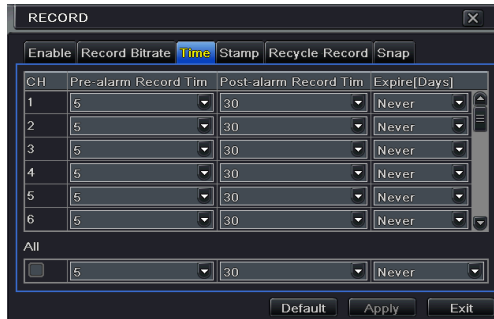 RECORD
Enable Record Bitrate Time Stamp Recycle Record Snap
CH Pre-alarm Record Tim Post-alarm Record Tim Expire[Days]
1 5 30 Never
2 5 30 Never
3 5 30 Never
4 5 30 Never
5 5 30 Never
6 5 30 Never
All
5 30 Never
Default Apply Exit